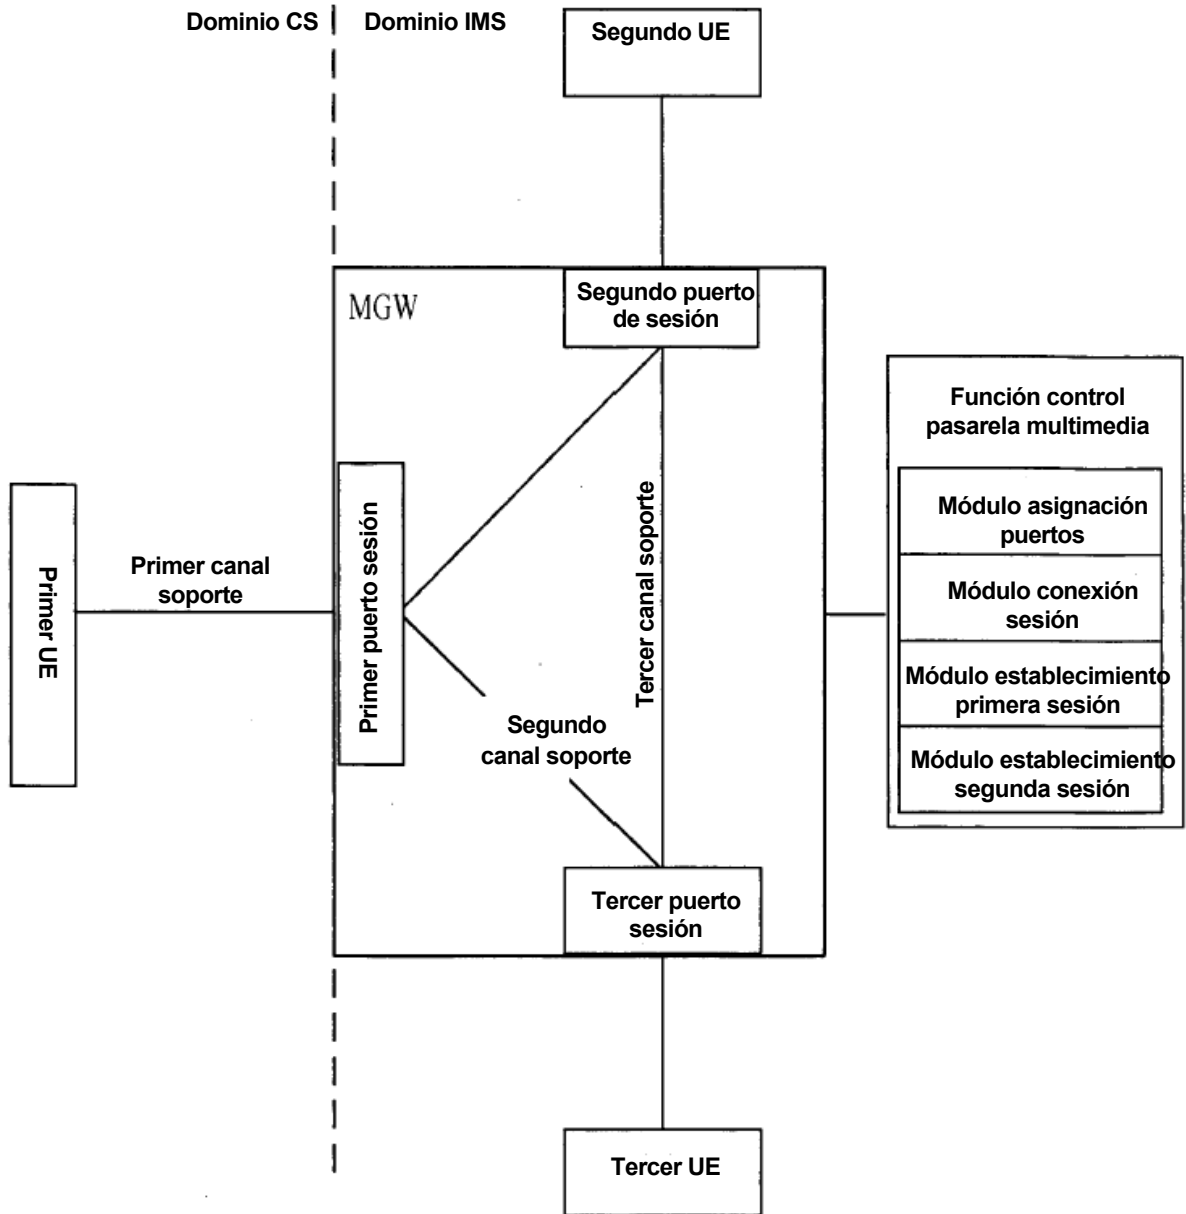 Dominio CS
Dominio IMS
Segundo UE
MGW
Segundo puerto
de sesión
Función control
pasarela multimedia
Módulo asignación
puertos
Módulo conexión
sesión
Módulo establecimiento
primera sesión
Módulo establecimiento
segunda sesión
Primer UE
Primer canal
soporte
Primer puerto sesión
Tercer canal soporte
Segundo
canal soporte
Tercer puerto
sesión
Tercer UE